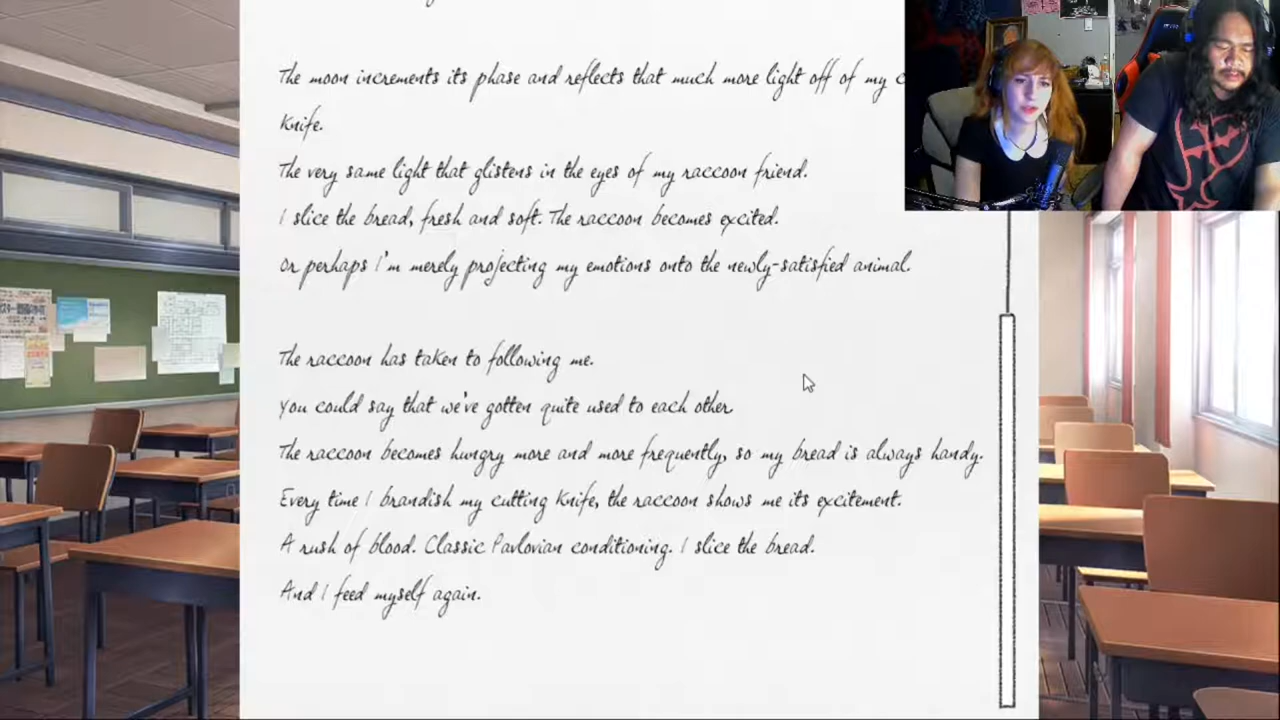 The moon increments its phase and reflects that much more light off of my
Knife.
The very same light that glistens in the eyes of my raccoon friend.
I slice the bread, fresh and soft. The raccoon becomes excited.
Or perhaps I'm merely projecting my emotions onto the newly-satisfied animal.
The raccoon has taken to following me.
You could say that we've gotten quite used to each other
The raccoon becomes hungry more and more frequently, so my bread is always handy.
Every time I brandish my cutting Knife, the raccoon shows me its excitement.
A rush of blood. Classic Pavlovian conditioning. I slice the bread.
And I feed myself again.